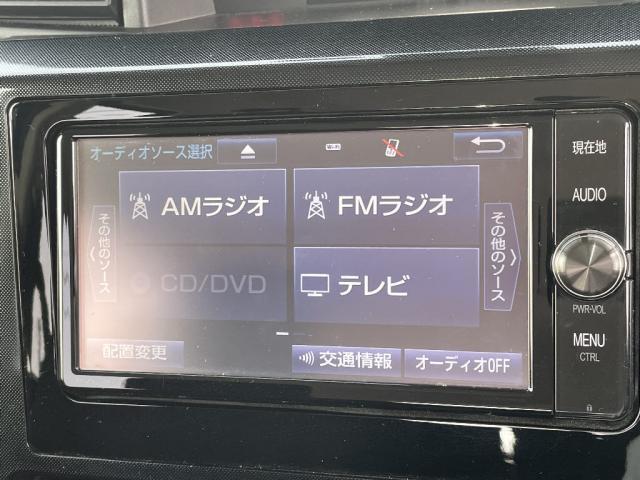 オーディオソース選択
Wi-Fi
AMラジオ
FMラジオ
その他のソース
その他のソース
CD/DVD
テレビ
配置変更
交通情報
オーディオOFF
現在地
AUDIO
PWR-VOL
MENU
CTRL